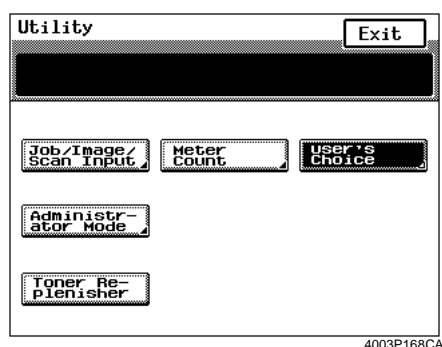 Utility
Exit
Job/Image/
Scan Input
Meter
Count
User's
Choice
Administr-
ator Mode
Toner Re-
plenisher
4003P168CA